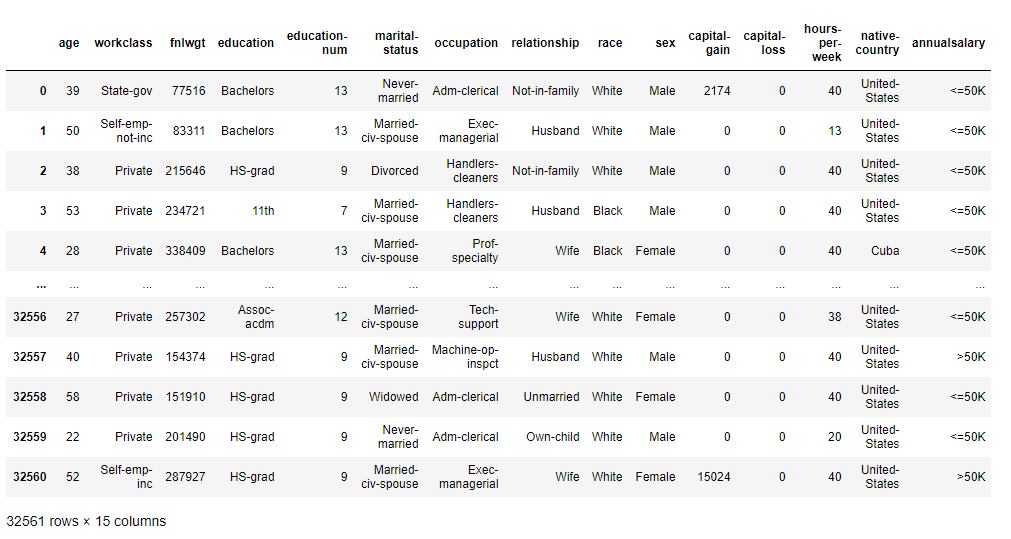 age workclass fnlwgt education education-num marital-status occupation relationship race sex capital-gain capital-loss hours-per-week native-country annualsalary
0 39 State-gov 77516 Bachelors 13 Never-married Adm-clerical Not-in-family White Male 2174 0 40 United-States <=50K
1 50 Self-emp-not-inc 83311 Bachelors 13 Married-civ-spouse Exec-managerial Husband White Male 0 0 13 United-States <=50K
2 38 Private 215646 HS-grad 9 Divorced Handlers-cleaners Not-in-family White Male 0 0 40 United-States <=50K
3 53 Private 234721 11th 7 Married-civ-spouse Handlers-cleaners Husband Black Male 0 0 40 United-States <=50K
4 28 Private 338409 Bachelors 13 Married-civ-spouse Prof-specialty Wife Black Female 0 0 40 Cuba <=50K
... ... ... ... ... ... ... ... ... ... ... ... ... ... ... ...
32556 27 Private 257302 Assoc-acdm 12 Married-civ-spouse Tech-support Wife White Female 0 0 38 United-States <=50K
32557 40 Private 154374 HS-grad 9 Married-civ-spouse Machine-op-inspct Husband White Male 0 0 40 United-States >50K
32558 58 Private 151910 HS-grad 9 Widowed Adm-clerical Unmarried White Female 0 0 40 United-States <=50K
32559 22 Private 201490 HS-grad 9 Never-married Adm-clerical Own-child White Male 0 0 20 United-States <=50K
32560 52 Self-emp-inc 287927 HS-grad 9 Married-civ-spouse Exec-managerial Wife White Female 15024 0 40 United-States >50K
32561 rows × 15 columns